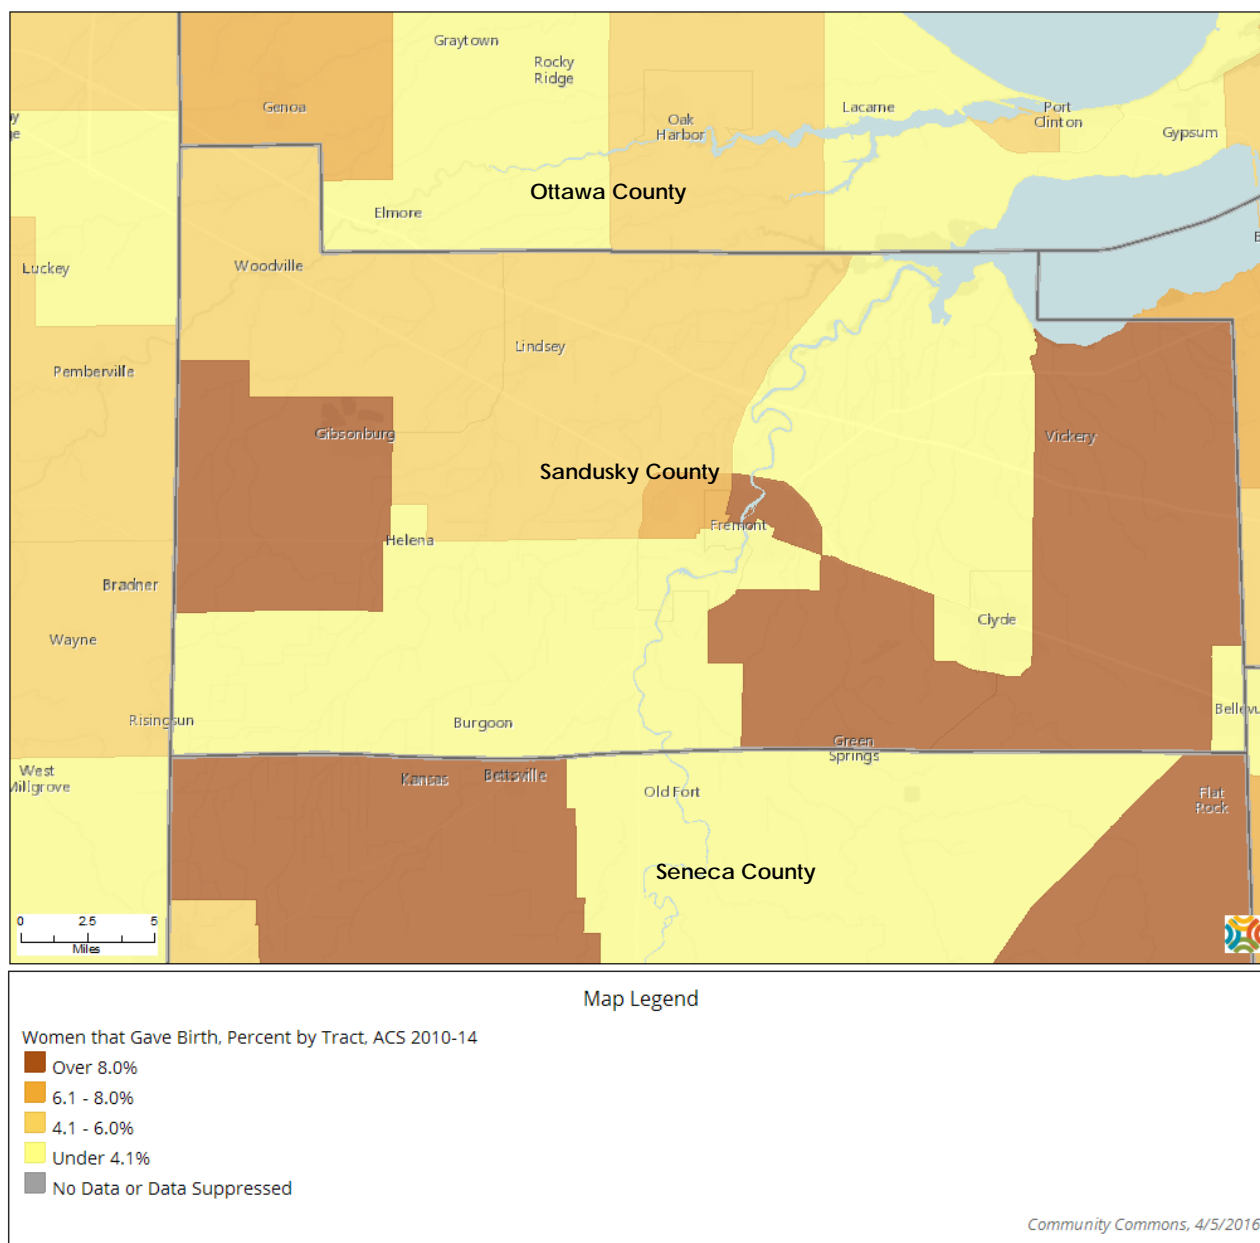 Graytown
Rocky
Ridge
Genoa
Oak
Harbor
Lacarne
Port
Clinton
Gypsum
Ottawa County
Elmore
Luckey
Woodville
Lindsey
Pemberville
Gibsonburg
Vickery
Sandusky County
Fremont
Helena
Bradner
Wayne
Clyde
Risingsun
Burgoon
Bellevu
Green
Springs
West
Millgrove
Kansas
Bettsville
Old Fort
Flat
Rock
Seneca County
0 2.5 5
Miles
Map Legend
Women that Gave Birth, Percent by Tract, ACS 2010-14
Over 8.0%
6.1 - 8.0%
4.1 - 6.0%
Under 4.1%
No Data or Data Suppressed
Community Commons, 4/5/2016